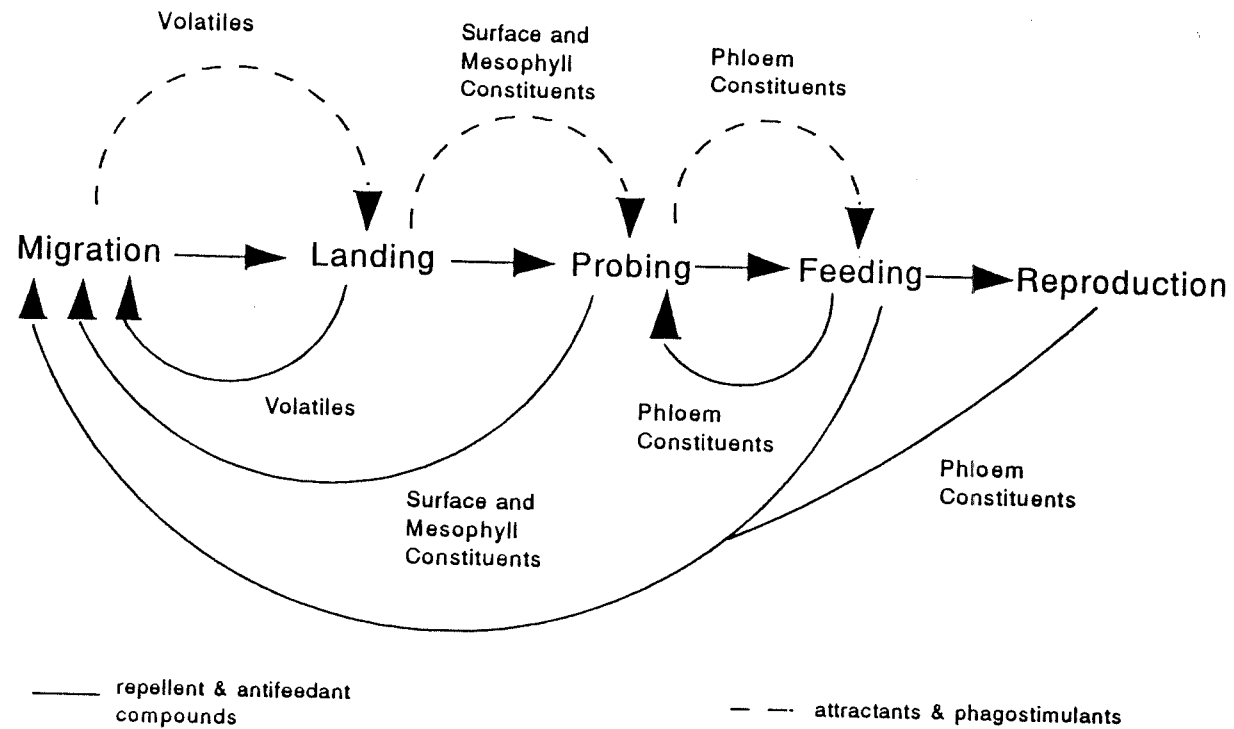 Volatiles
Surface and
Mesophyll
Constituents
Phloem
Constituents
Migration
Landing
Probing
Feeding
Reproduction
Volatiles
Phloem
Constituents
Surface and
Mesophyll
Constituents
Phloem
Constituents
repellent & antifeedant
compounds
attractants & phagostimulants